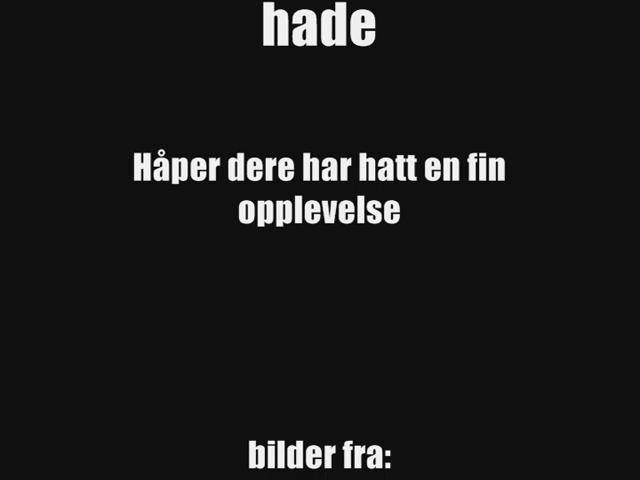 hade
Håper dere har hatt en fin
opplevelse
bilder fra: